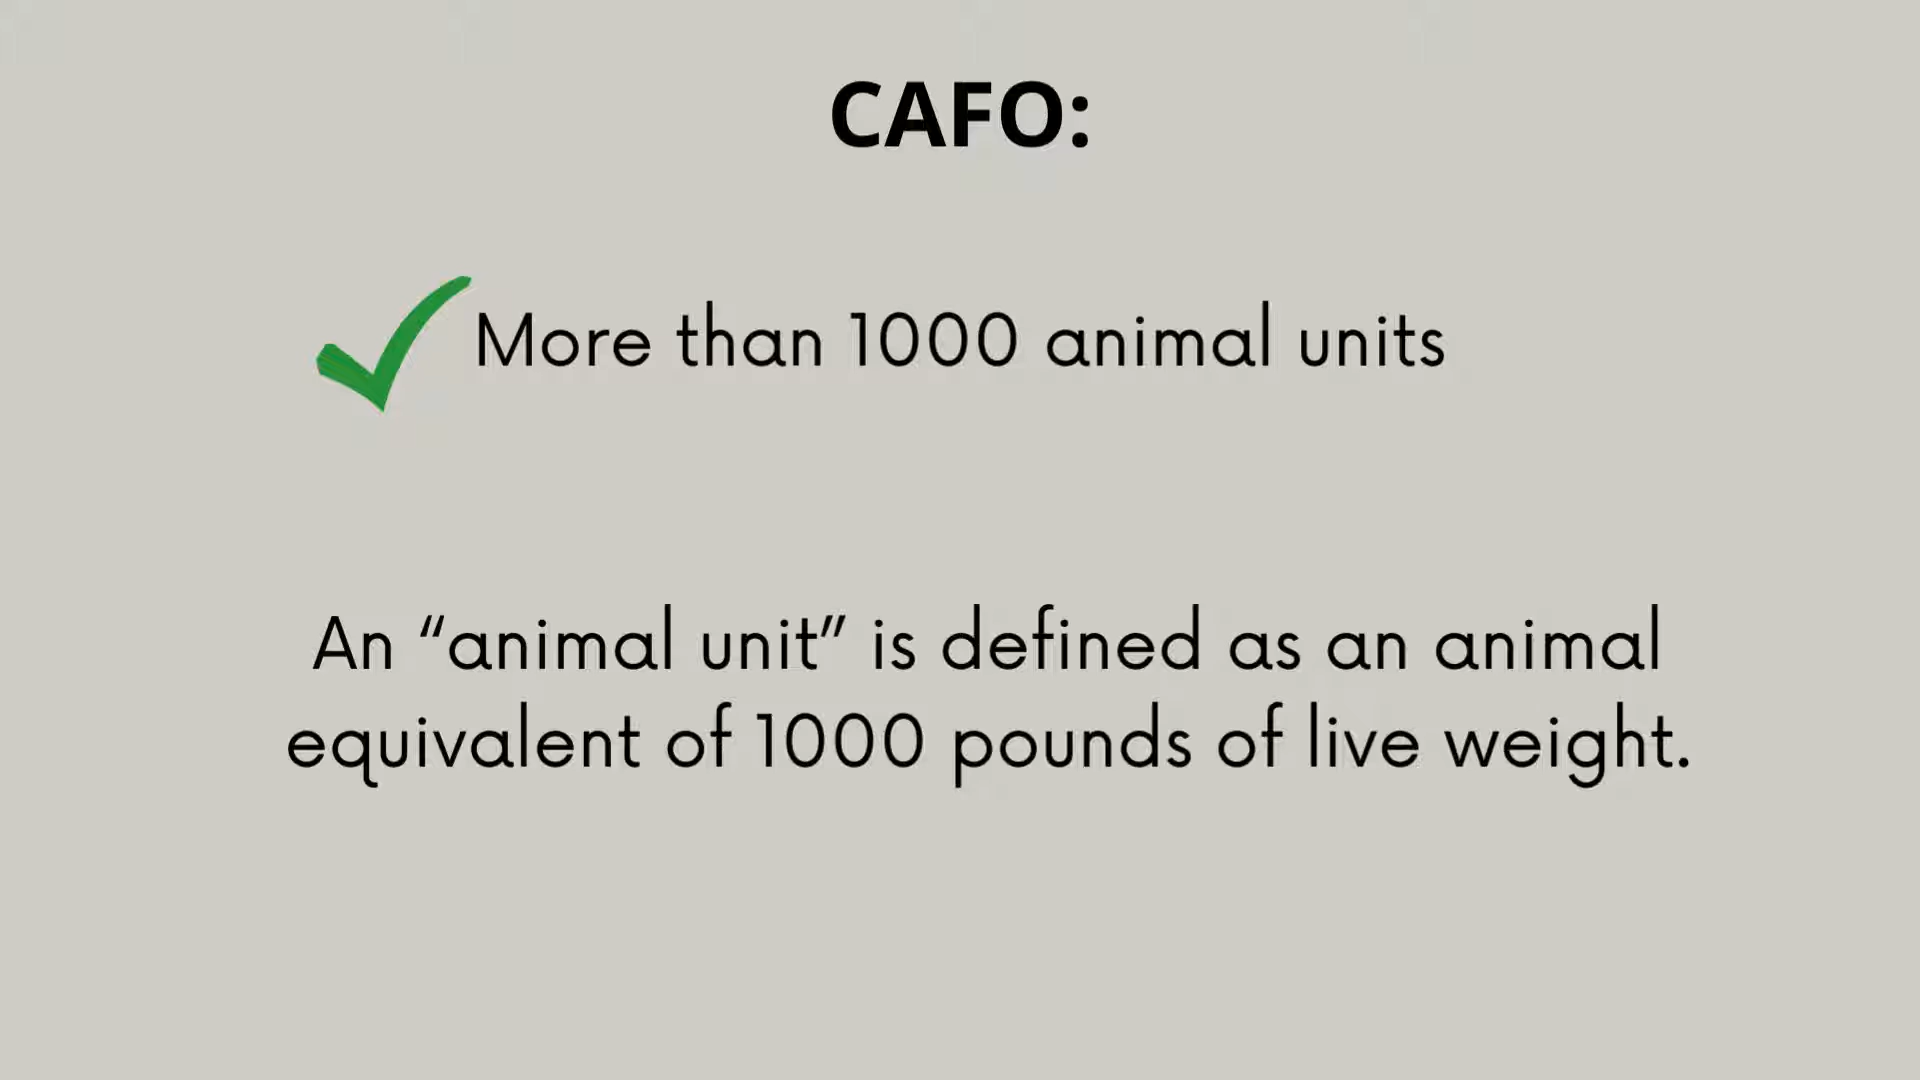 CAFO:
More than 1000 animal units
An “animal unit” is defined as an animal
equivalent of 1000 pounds of live weight.